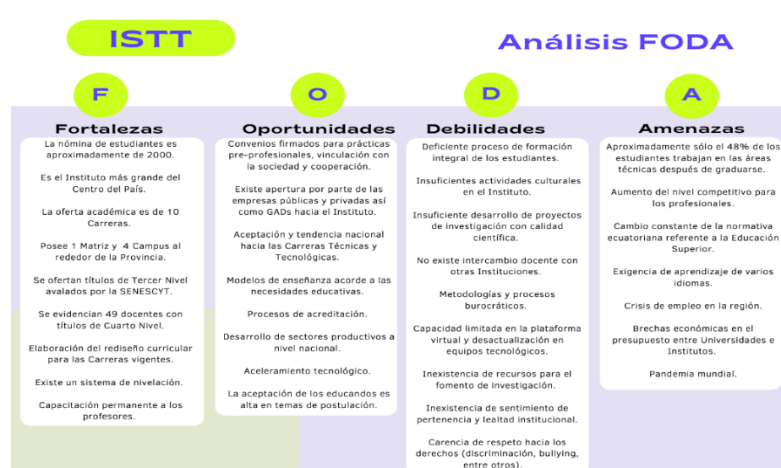 ISTT
Análisis FODA
F
Fortalezas
La nómina de estudiantes es
aproximadamente de 2000.
Es el Instituto más grande del
Centro del País.
La oferta académica es de 10
Carreras.
Posee 1 Matriz y 4 Campus al
rededor de la Provincia.
Se ofertan títulos de Tercer Nivel
avalados por la SENESCYT.
Se evidencian 49 docentes con
títulos de Cuarto Nivel.
Elaboración del rediseño curricular
para las Carreras vigentes.
Existe un sistema de nivelación.
Capacitación permanente a los
profesores.
O
Oportunidades
Convenios firmados para prácticas
pre-profesionales, vinculación con
la sociedad y cooperación.
Existe apertura por parte de las
empresas públicas y privadas así
como GADs hacia el Instituto.
Aceptación y tendencia nacional
hacia las Carreras Técnicas y
Tecnológicas.
Modelos de enseñanza acorde a las
necesidades educativas.
Procesos de acreditación.
Desarrollo de sectores productivos a
nivel nacional.
Aceleramiento tecnológico.
La aceptación de los educandos es
alta en temas de postulación.
D
Debilidades
Deficiente proceso de formación
integral de los estudiantes.
Insuficientes actividades culturales
en el Instituto.
Insuficiente desarrollo de proyectos
de investigación con calidad
científica.
No existe intercambio docente con
otras Instituciones.
Metodologías y procesos
burocráticos.
Capacidad limitada en la plataforma
virtual y desactualización en
equipos tecnológicos.
Inexistencia de recursos para el
fomento de investigación.
Inexistencia de sentimiento de
pertenencia y lealtad institucional.
Carencia de respeto hacia los
derechos (discriminación, bullying,
entre otros).
A
Amenazas
Aproximadamente sólo el 48% de los
estudiantes trabajan en las áreas
técnicas después de graduarse.
Aumento del nivel competitivo para
los profesionales.
Cambio constante de la normativa
ecuatoriana referente a la Educación
Superior.
Exigencia de aprendizaje de varios
idiomas.
Crisis de empleo en la región.
Brechas económicas en el
presupuesto entre Universidades e
Institutos.
Pandemia mundial.